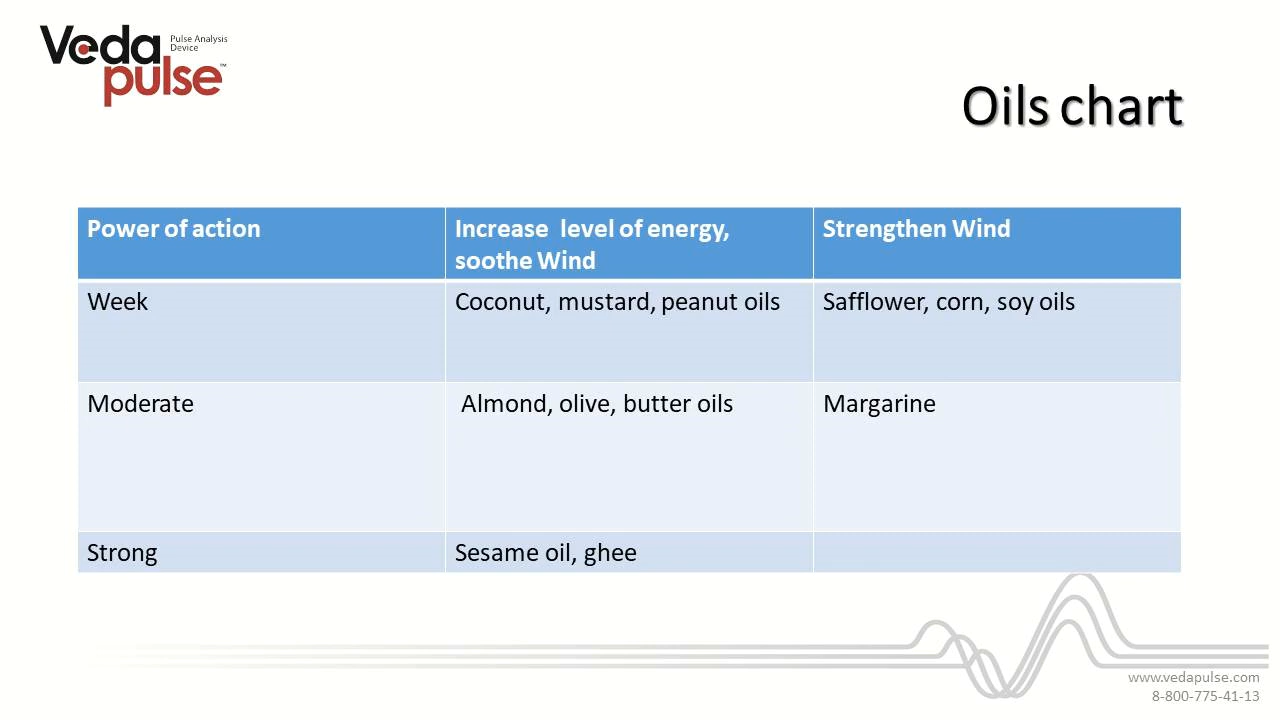 Veda
pulse™
Pulse Analysis
Device
Oils chart
Power of action
Increase level of energy,
soothe Wind
Strengthen Wind
Week
Coconut, mustard, peanut oils
Safflower, corn, soy oils
Moderate
Almond, olive, butter oils
Margarine
Strong
Sesame oil, ghee
www.vedapulse.com
8-800-775-41-13